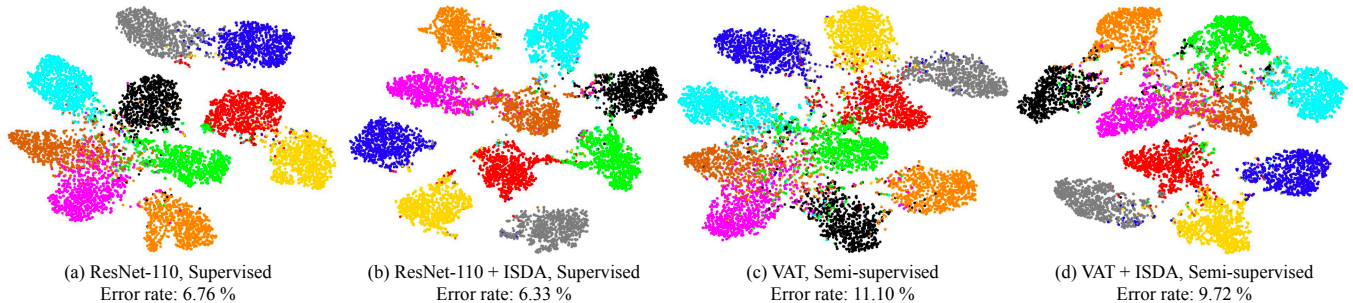 (a) ResNet-110, Supervised
Error rate: 6.76 %
(b) ResNet-110 + ISDA, Supervised
Error rate: 6.33 %
(c) VAT, Semi-supervised
Error rate: 11.10 %
(d) VAT + ISDA, Semi-supervised
Error rate: 9.72 %